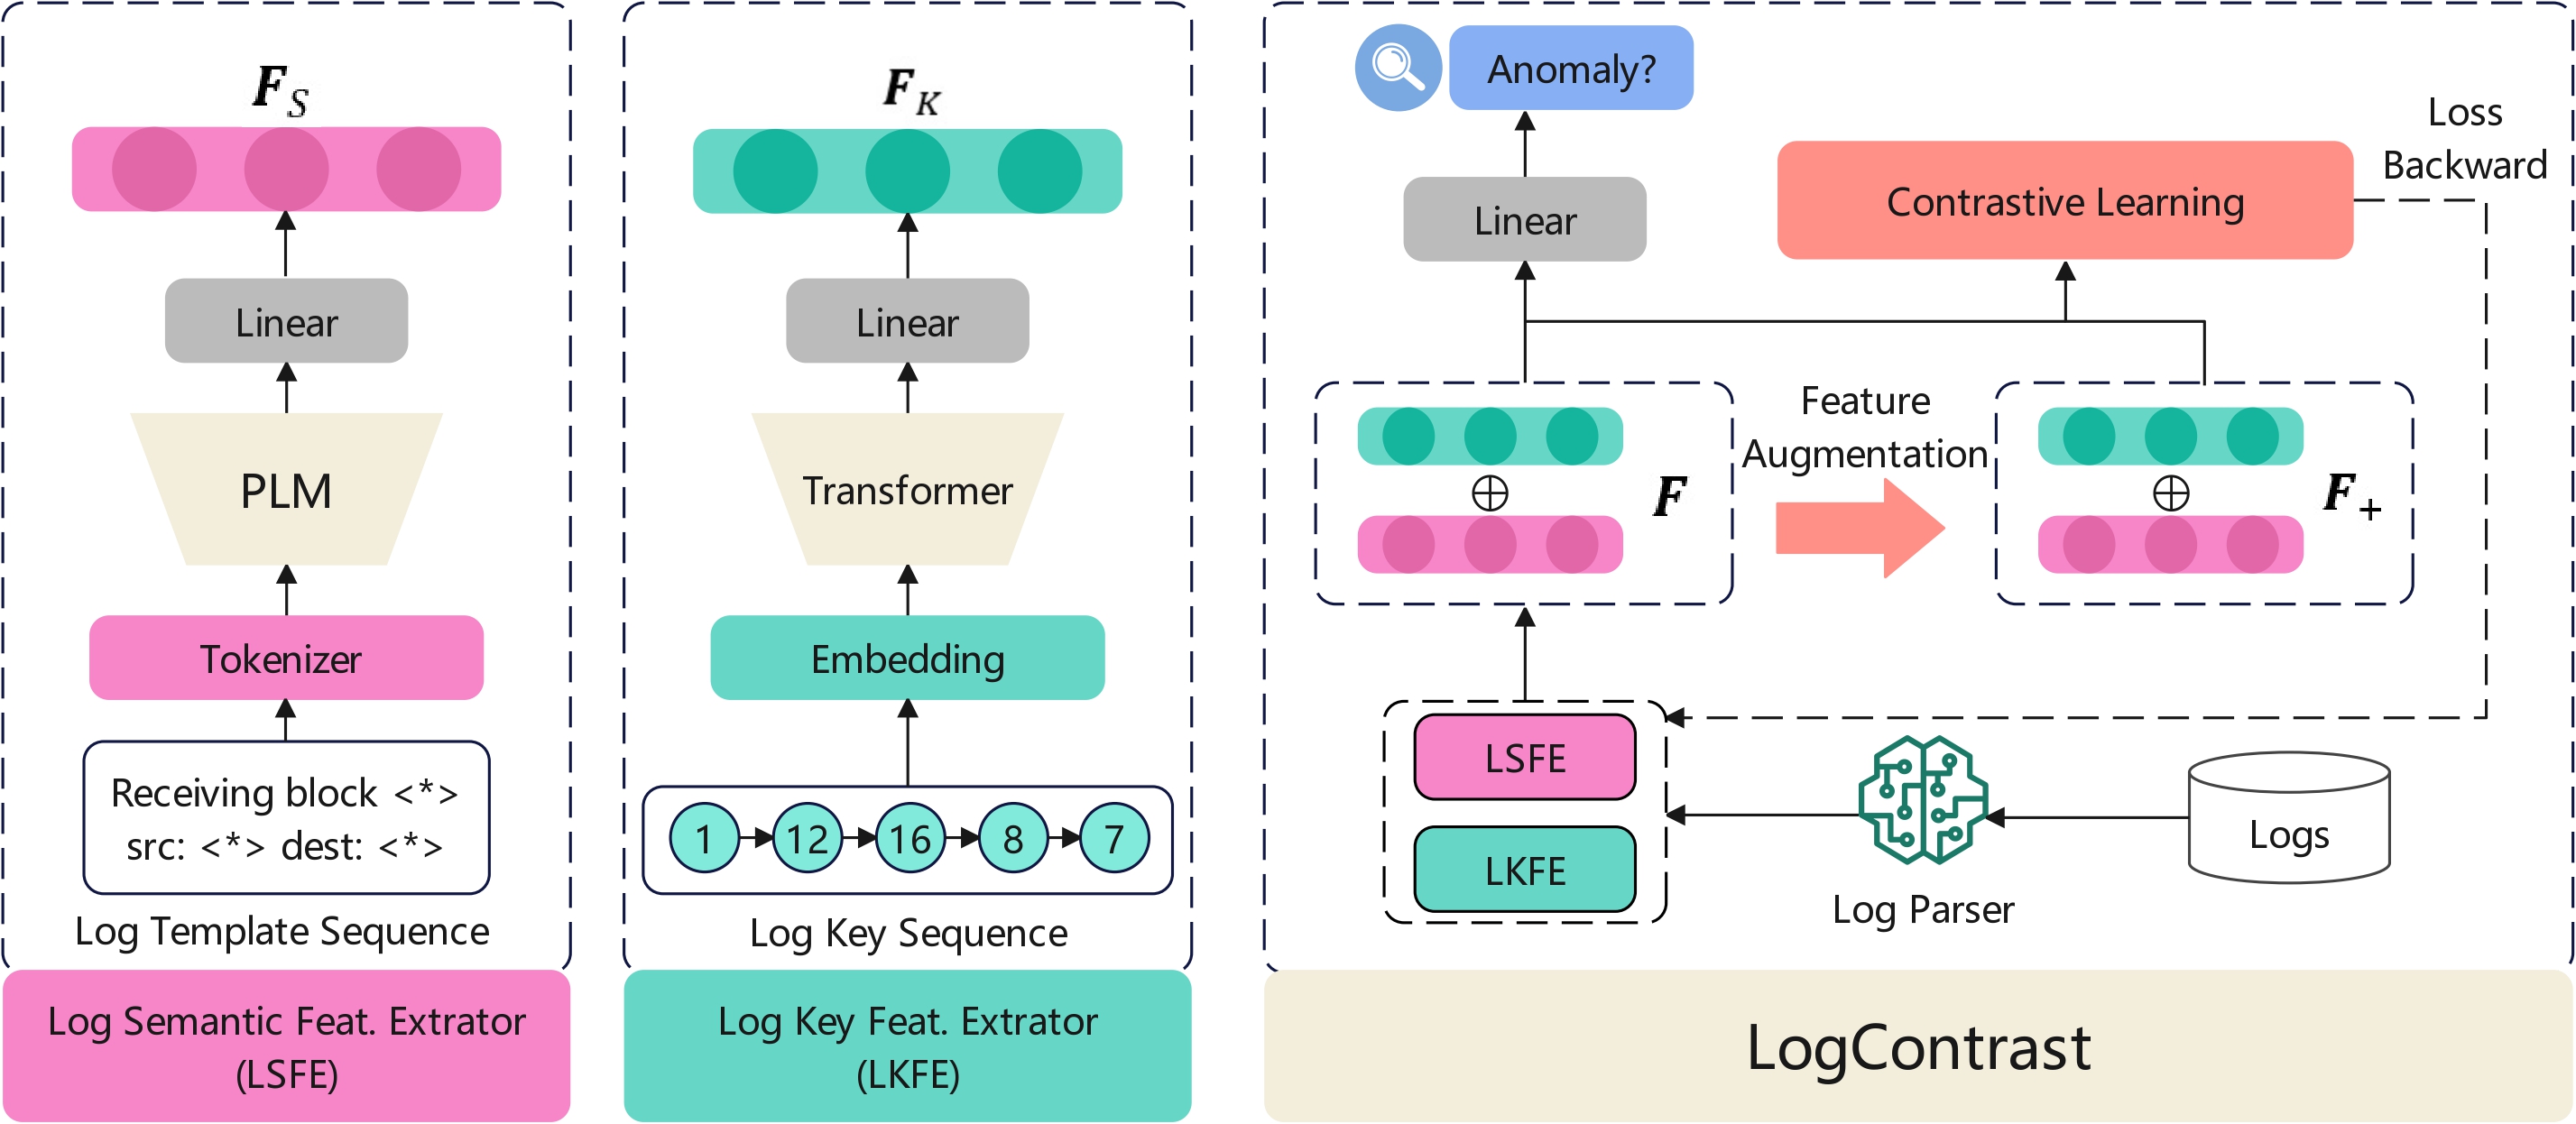 F_S
Linear
PLM
Tokenizer
Receiving block <*>
src: <*> dest: <*>
Log Template Sequence
Log Semantic Feat. Extrator
(LSFE)
F_K
Linear
Transformer
Embedding
1 12 16 8 7
Log Key Sequence
Log Key Feat. Extrator
(LKFE)
Anomaly?
Linear
Contrastive Learning
Loss
Backward
F
Feature
Augmentation
F_+
LSFE
LKFE
Log Parser
Logs
LogContrast